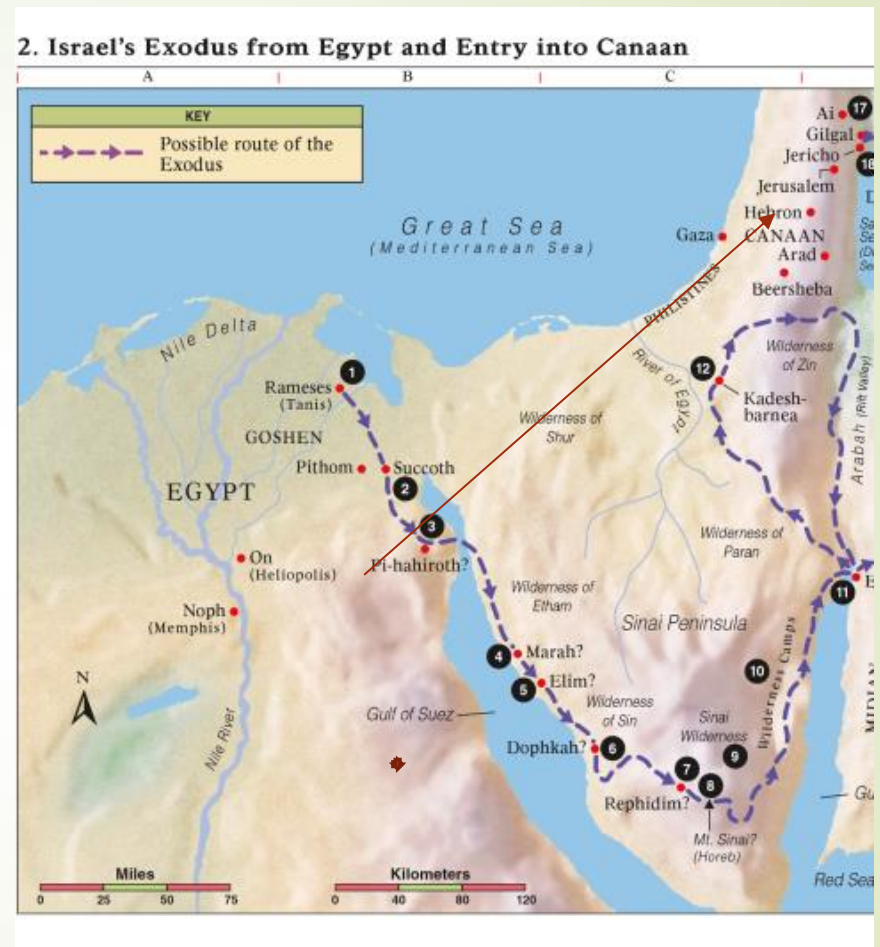 2. Israel's Exodus from Egypt and Entry into Canaan
A B C
KEY
Possible route of the
Exodus
Ai
17
Gilgal
Jericho
18
Jerusalem
Great Sea
(Mediterranean Sea)
Hebron
Gaza
CANAAN
Arad
Beersheba
PHILISTINES
Nile Delta
River of Egypt
Wilderness
of Zin
1
12
Rameses
(Tanis)
Kadesh-
barnea
Arabah (Rift Valley)
Wilderness of
Shur
GOSHEN
Pithom
Succoth
2
EGYPT
3
Wilderness of
Paran
On
(Heliopolis)
Pi-hahiroth?
11
E
Wilderness of
Etham
Noph
(Memphis)
Sinai Peninsula
4
Marah?
10
Wilderness Camps
5
Elim?
N
Wilderness
of Sin
Gulf of Suez
Sinai
Wilderness
Nile River
Dophkah?
6
9
7
8
Rephidim?
Gu
Mt. Sinai?
(Horeb)
Miles
0 25 50 75
Kilometers
0 40 80 120
Red Sea